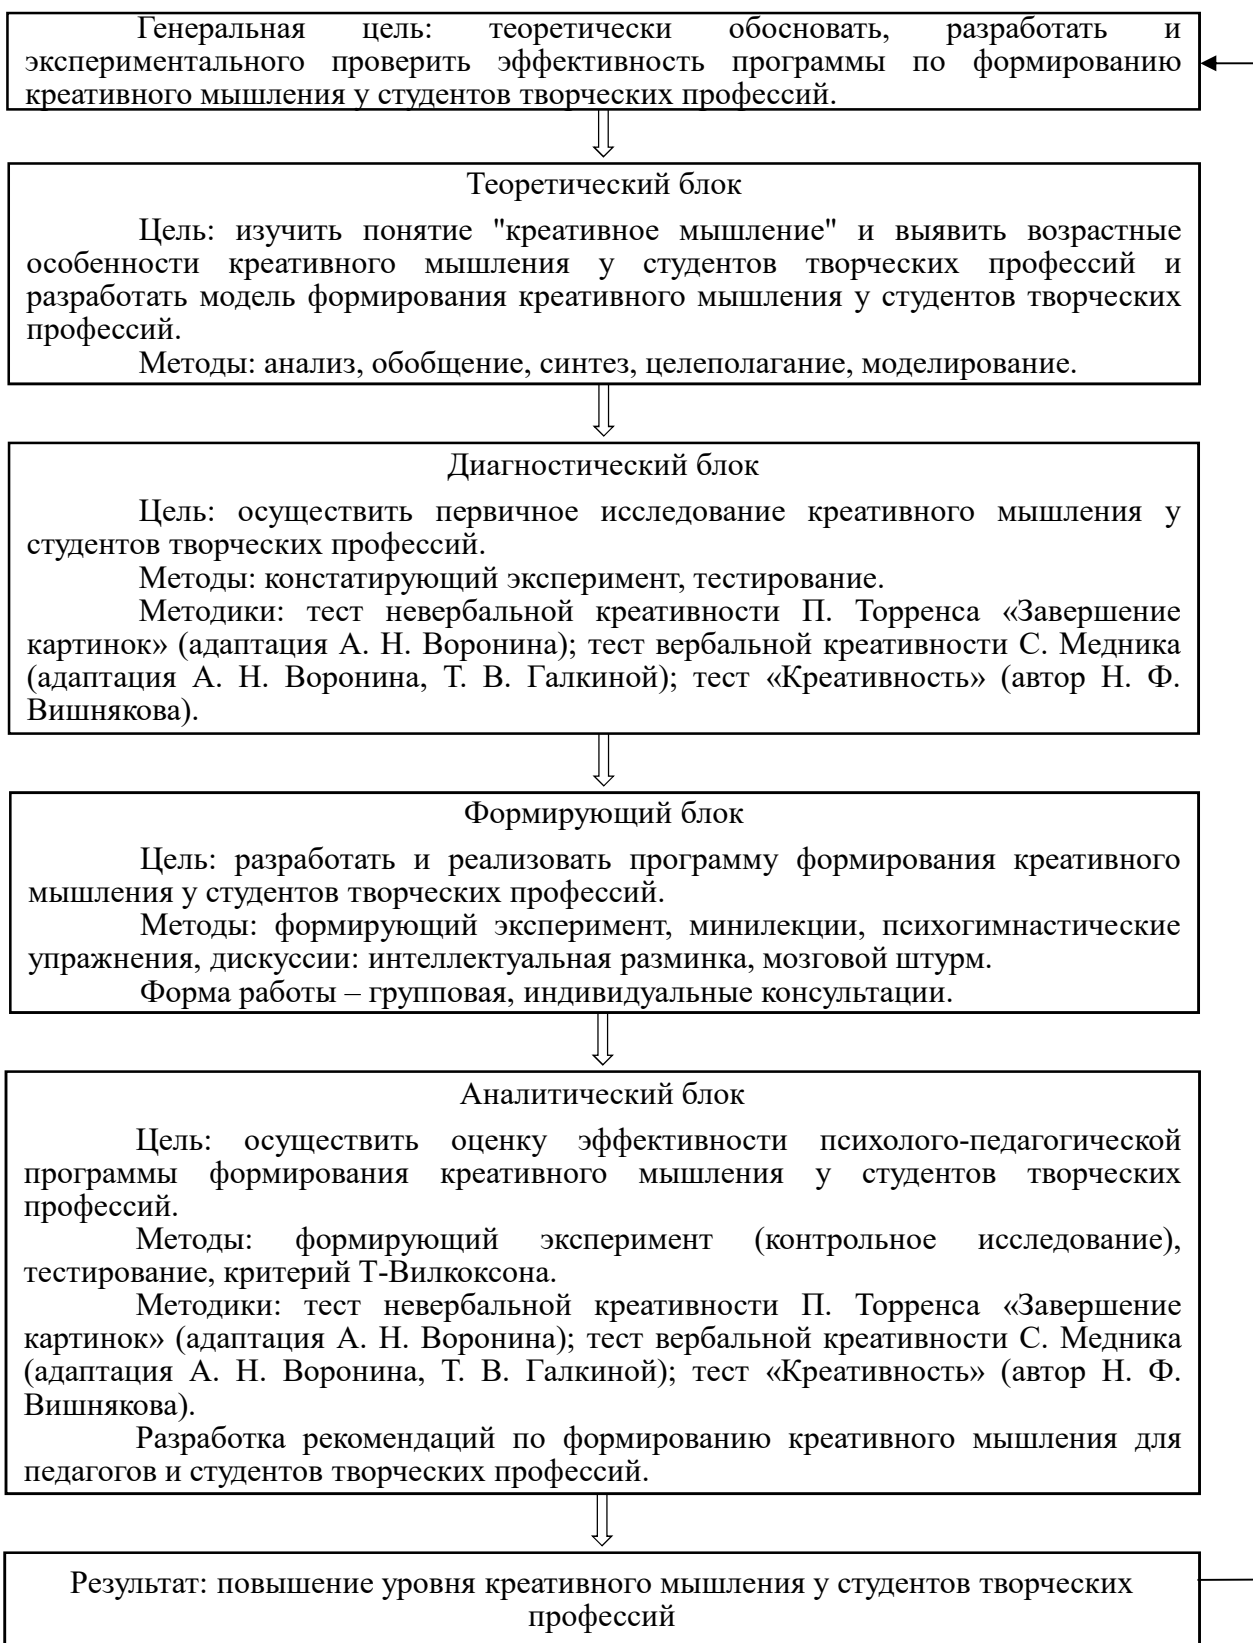 Генеральная цель: теоретически обосновать, разработать и
экспериментального проверить эффективность программы по формированию
креативного мышления у студентов творческих профессий.
Теоретический блок
Цель: изучить понятие "креативное мышление" и выявить возрастные
особенности креативного мышления у студентов творческих профессий и
разработать модель формирования креативного мышления у студентов творческих
профессий.
Методы: анализ, обобщение, синтез, целеполагание, моделирование.
Диагностический блок
Цель: осуществить первичное исследование креативного мышления у
студентов творческих профессий.
Методы: констатирующий эксперимент, тестирование.
Методики: тест невербальной креативности П. Торренса «Завершение
картинок» (адаптация А. Н. Воронина); тест вербальной креативности С. Медника
(адаптация А. Н. Воронина, Т. В. Галкиной); тест «Креативность» (автор Н. Ф.
Вишнякова).
Формирующий блок
Цель: разработать и реализовать программу формирования креативного
мышления у студентов творческих профессий.
Методы: формирующий эксперимент, минилекции, психогимнастические
упражнения, дискуссии: интеллектуальная разминка, мозговой штурм.
Форма работы – групповая, индивидуальные консультации.
Аналитический блок
Цель: осуществить оценку эффективности психолого-педагогической
программы формирования креативного мышления у студентов творческих
профессий.
Методы: формирующий эксперимент (контрольное исследование),
тестирование, критерий Т-Вилкоксона.
Методики: тест невербальной креативности П. Торренса «Завершение
картинок» (адаптация А. Н. Воронина); тест вербальной креативности С. Медника
(адаптация А. Н. Воронина, Т. В. Галкиной); тест «Креативность» (автор Н. Ф.
Вишнякова).
Разработка рекомендаций по формированию креативного мышления для
педагогов и студентов творческих профессий.
Результат: повышение уровня креативного мышления у студентов творческих
профессий